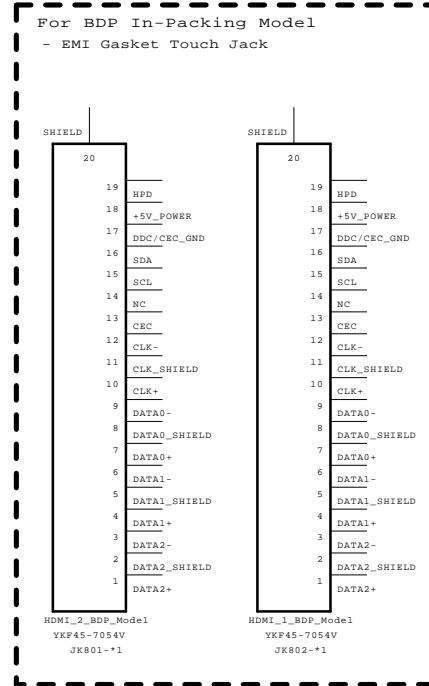 For BDP In-Packing Model
- EMI Gasket Touch Jack
SHIELD
20
19
HPD
18
+5V_POWER
17
DDC/CEC_GND
16
SDA
15
SCL
14
NC
13
CEC
12
CLK-
11
CLK_SHIELD
10
CLK+
9
DATA0-
8
DATA0_SHIELD
7
DATA0+
6
DATA1-
5
DATA1_SHIELD
4
DATA1+
3
DATA2-
2
DATA2_SHIELD
1
DATA2+
HDMI_2_BDP_Model
YKF45-7054V
JK801-*1
SHIELD
20
19
HPD
18
+5V_POWER
17
DDC/CEC_GND
16
SDA
15
SCL
14
NC
13
CEC
12
CLK-
11
CLK_SHIELD
10
CLK+
9
DATA0-
8
DATA0_SHIELD
7
DATA0+
6
DATA1-
5
DATA1_SHIELD
4
DATA1+
3
DATA2-
2
DATA2_SHIELD
1
DATA2+
HDMI_1_BDP_Model
YKF45-7054V
JK802-*1